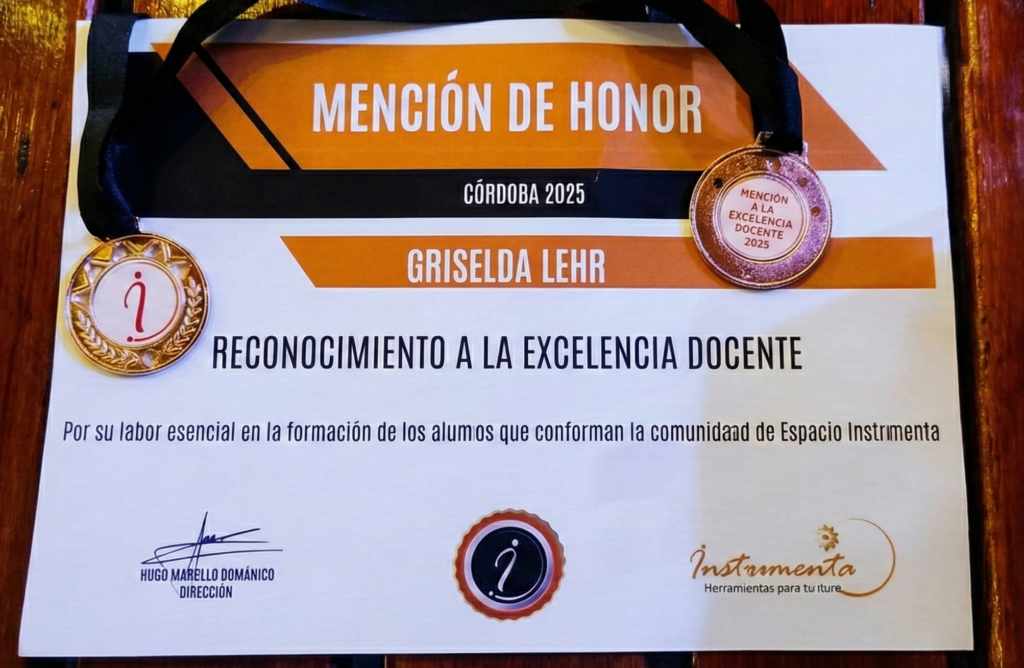 MENCIÓN DE HONOR
CÓRDOBA 2025
MENCIÓN
A LA
EXCELENCIA
DOCENTE
2025
GRISELDA LEHR
i
RECONOCIMIENTO A LA EXCELENCIA DOCENTE
Por su labor esencial en la formación de los alumos que conforman la comunidad de Espacio Instrmenta
HUGO MARELLO DOMÁNICO
DIRECCIÓN
i
Instrumenta
Herramientas para tu iture